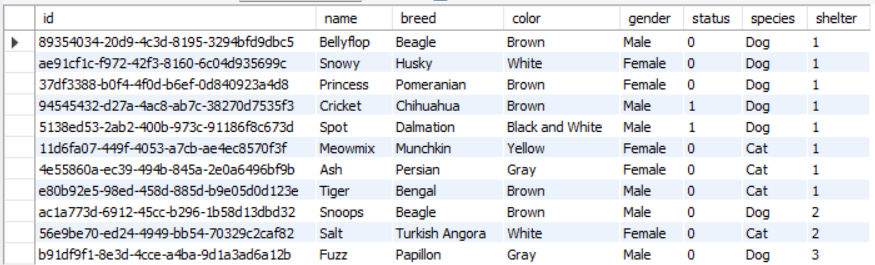 id name breed color gender status species shelter
89354034-20d9-4c3d-8195-3294bfd9dbc5 Bellyflop Beagle Brown Male 0 Dog 1
ae91cf1c-f972-42f3-8160-6c04d935699c Snowy Husky White Female 0 Dog 1
37df3388-b0f4-4f0d-b6ef-0d840923a4d8 Princess Pomeranian Brown Female 0 Dog 1
94545432-d27a-4ac8-ab7c-38270d7535f3 Cricket Chihuahua Brown Male 1 Dog 1
5138ed53-2ab2-400b-973c-91186f8c673d Spot Dalmation Black and White Male 1 Dog 1
11d6fa07-449f-4053-a7cb-ae4ec8570f3f Meowmix Munchkin Yellow Female 0 Cat 1
4e55860a-ec39-494b-845a-2e0a6496bf9b Ash Persian Gray Female 0 Cat 1
e80b92e5-98ed-458d-885d-b9e05d0d123e Tiger Bengal Brown Male 0 Cat 1
ac1a773d-6912-45cc-b296-1b58d13dbd32 Snoops Beagle Brown Male 0 Dog 2
56e9be70-ed24-4949-bb54-70329c2caf82 Salt Turkish Angora White Female 0 Cat 2
b91df9f1-8e3d-4cce-a4ba-9d1a3ad6a12b Fuzz Papillon Gray Male 0 Dog 3